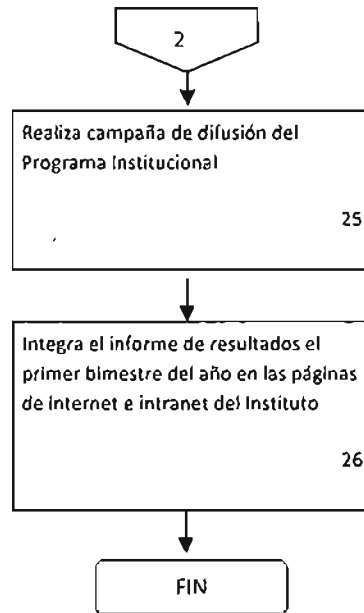 2
Realiza campaña de difusión del
Programa Institucional
25
Integra el informe de resultados el
primer bimestre del año en las páginas
de Internet e intranet del Instituto
26
FIN